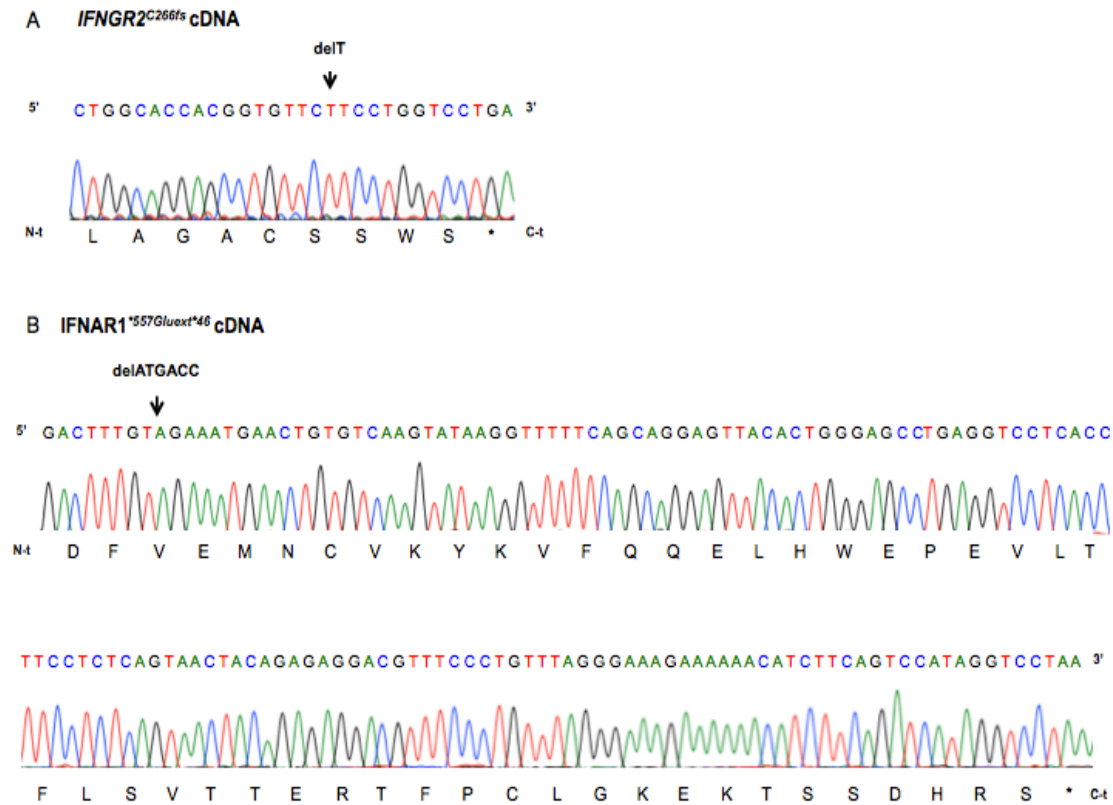 A IFNGR2C266fs cDNA
delT
5' CTGGCACCACGGTGTTCTTCCTGGTCCTGA 3'
N-t L A G A C S S W S * C-t
B IFNAR1*557Gluext*46 cDNA
delATGACC
5' GACTTTGTAGAAATGAACTGTGTCAAGTATAAGGTTTTTCAGCAGGAGTTACACTGGGAGCCTGAGGTCCTCACC
N-t D F V E M N C V K Y K V F Q Q E L H W E P E V L T
TTCCTCTCAGTAACTACAGAGAGGACGTTTCCCTGTTTAGGGAAAGAAAAAACATCTTCAGTCCATAGGTCCTAA 3'
F L S V T T E R T F P C L G K E K T S S D H R S * C-t